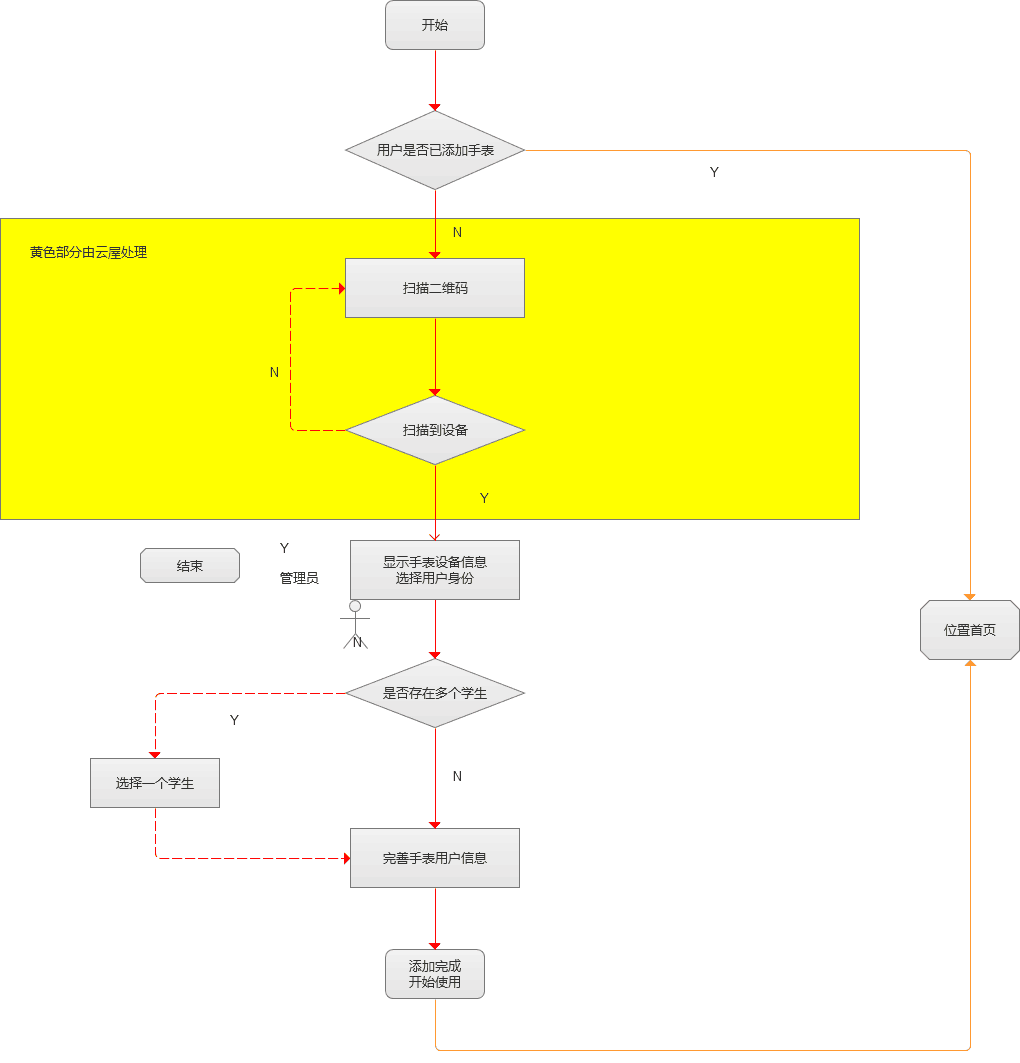 开始
用户是否已添加手表
Y
N
黄色部分由云屋处理
扫描二维码
N
扫描到设备
Y
Y
显示手表设备信息
结束
管理员
选择用户身份
位置首页
N
是否存在多个学生
Y
N
选择一个学生
完善手表用户信息
添加完成
开始使用